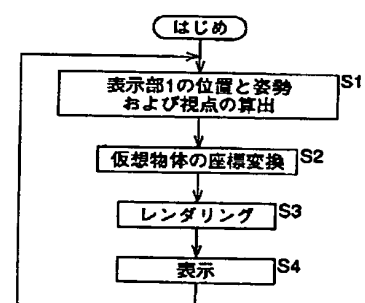 はじめ
表示部1の位置と姿勢
および視点の算出
S1
仮想物体の座標変換
S2
レンダリング
S3
表示
S4